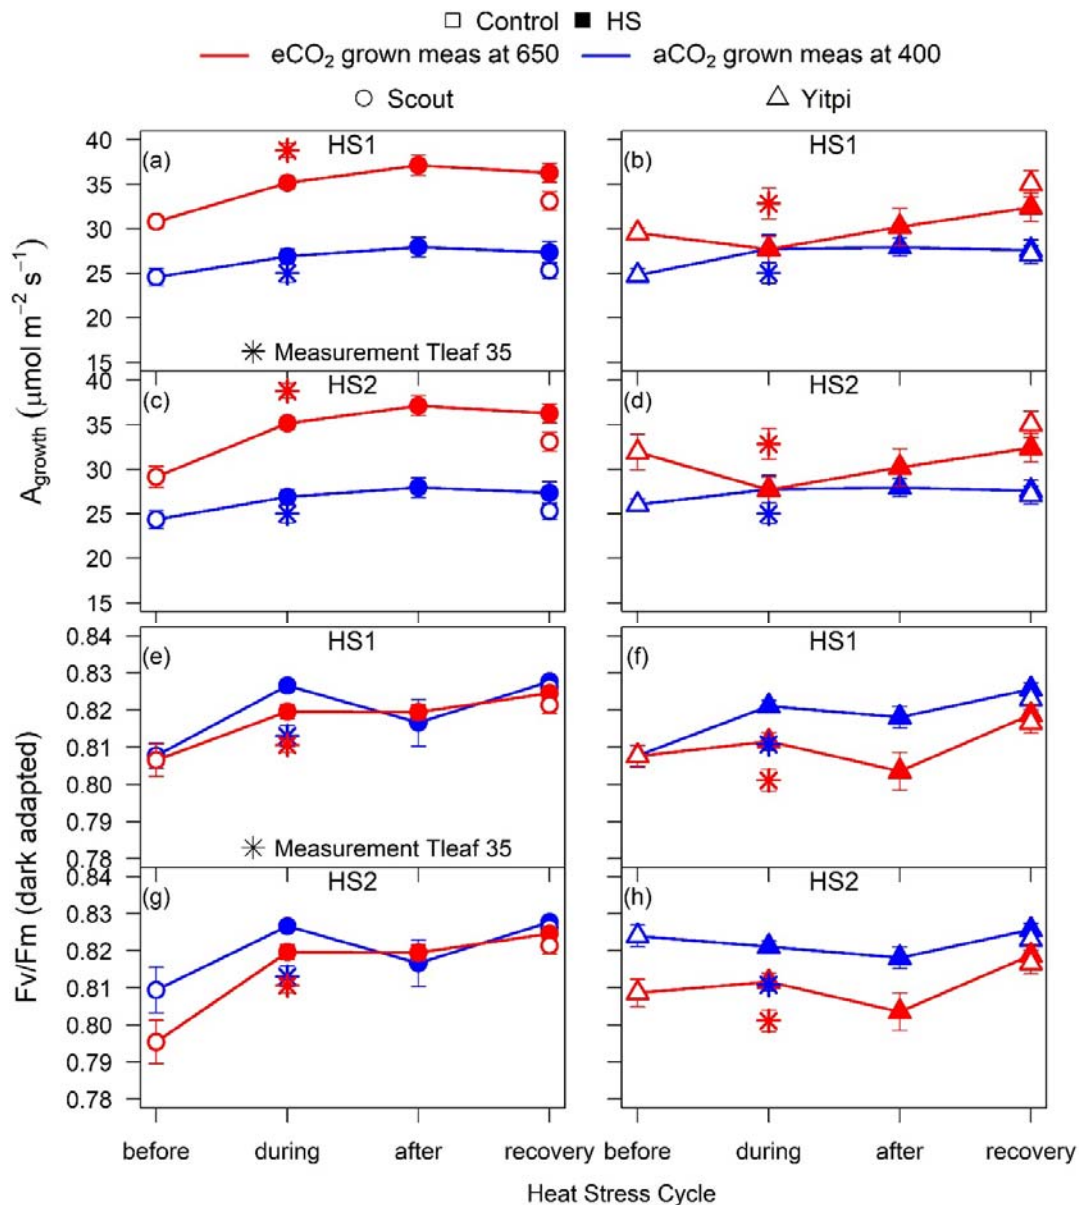 □ Control ■ HS
eCO₂ grown meas at 650 aCO₂ grown meas at 400
Scout Yitpi
(a) HS1
40
35
30
25
20
15
✳ Measurement Tleaf 35
(b) HS1
(c) HS2
40
35
30
25
20
15
(d) HS2
A_growth (μmol m⁻² s⁻¹)
(e) HS1
0.84
0.83
0.82
0.81
0.80
0.79
0.78
✳ Measurement Tleaf 35
(f) HS1
(g) HS2
0.84
0.83
0.82
0.81
0.80
0.79
0.78
(h) HS2
Fv/Fm (dark adapted)
before during after recovery before during after recovery
Heat Stress Cycle